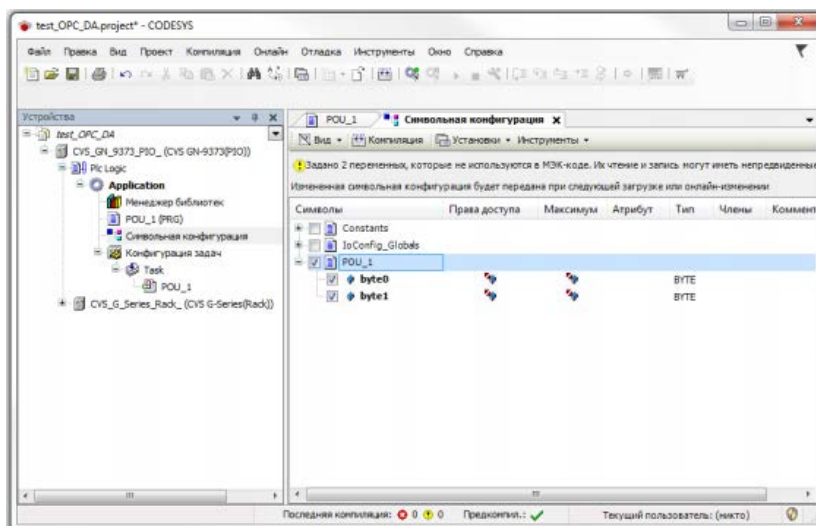 test_OPC_DA.project* - CODESYS
Файл Правка Вид Проект Компиляция Онлайн Отладка Инструменты Окно Справка
Устройства
test_OPC_DA
CVS_GN_9373_PIO_ (CVS GN-9373(PIO))
Plc Logic
Application
Менеджер библиотек
POU_1 (PRG)
Символьная конфигурация
Конфигурация задач
Task
POU_1
CVS_G_Series_Rack_ (CVS G-Series(Rack))
POU_1 Символьная конфигурация
Вид Компиляция Установки Инструменты
Задано 2 переменных, которые не используются в МЭК-коде. Их чтение и запись могут иметь непредвиденные
Измененная символьная конфигурация будет передана при следующей загрузке или онлайн-изменении
Символы Права доступа Максимум Атрибут Тип Члены Коммент
Constants
IoConfig_Globals
POU_1
byte0 BYTE
byte1 BYTE
Последняя компиляция: 0 0 Предкомпил.: Текущий пользователь: (никто)